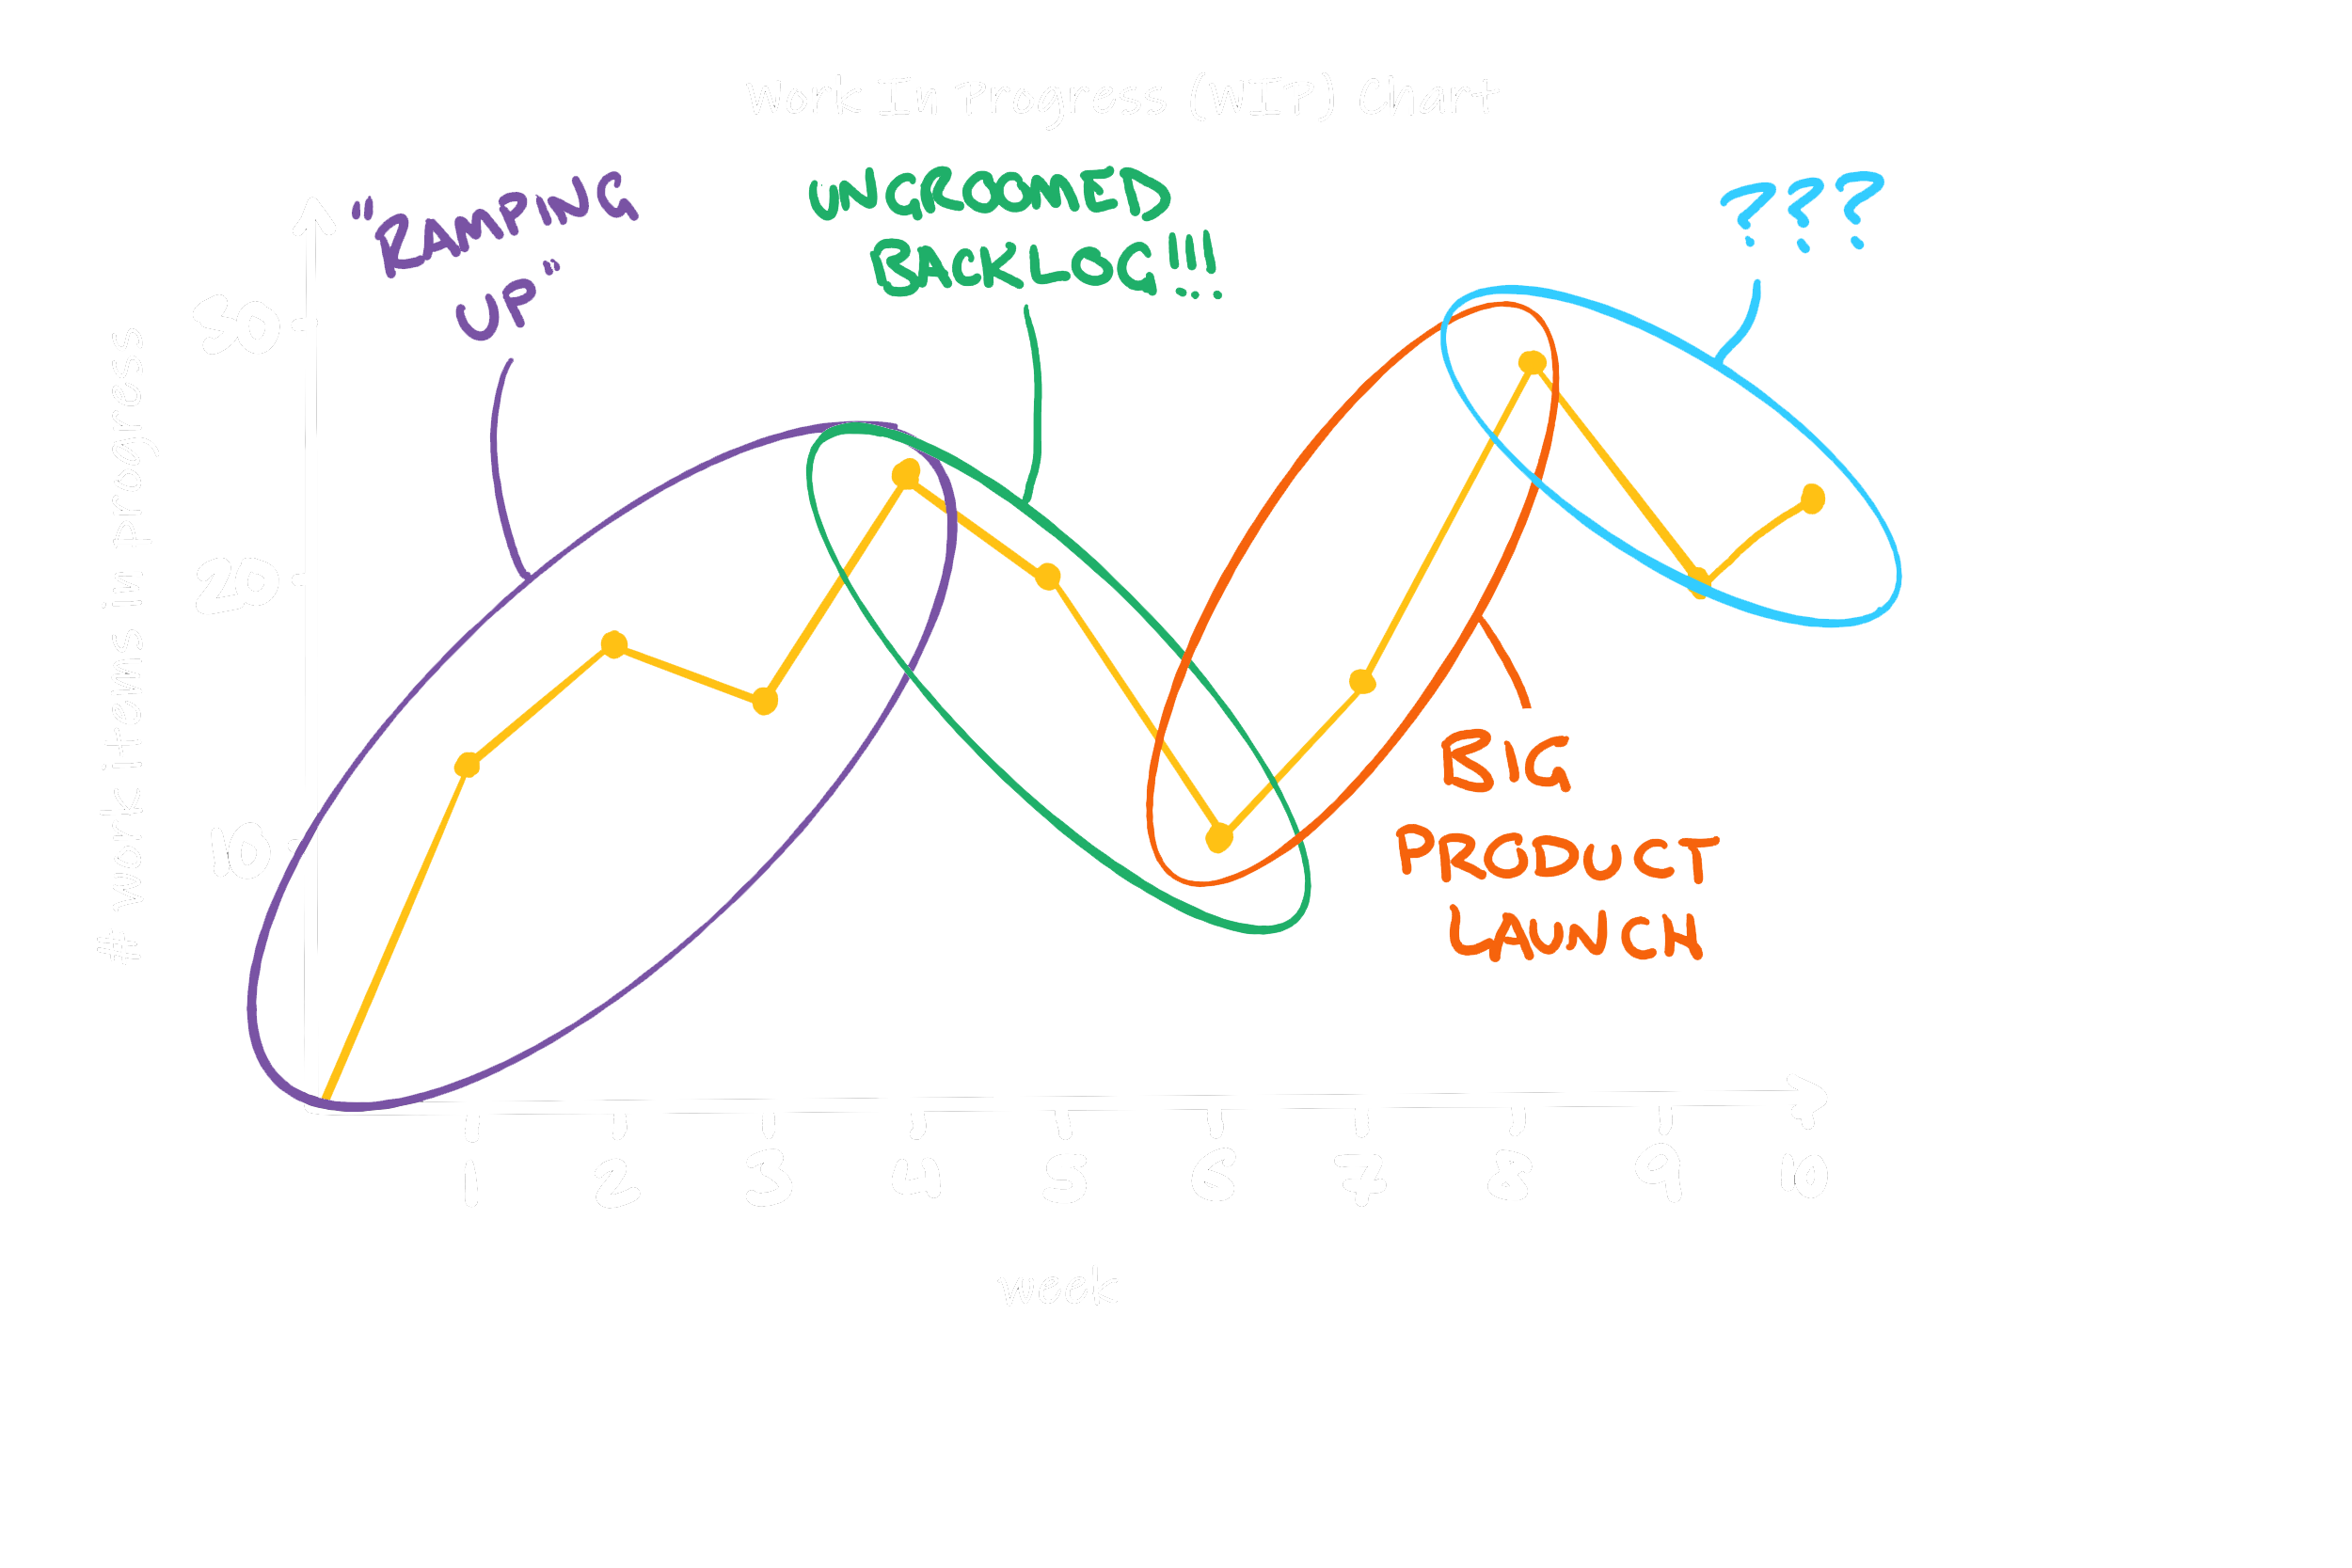 Work In Progress (WIP) Chart
"RAMPING
UP"
UNGROOMED
BACKLOG!!!
???
# work items in progress
30
20
10
BIG
PRODUCT
LAUNCH
1 2 3 4 5 6 7 8 9 10
week